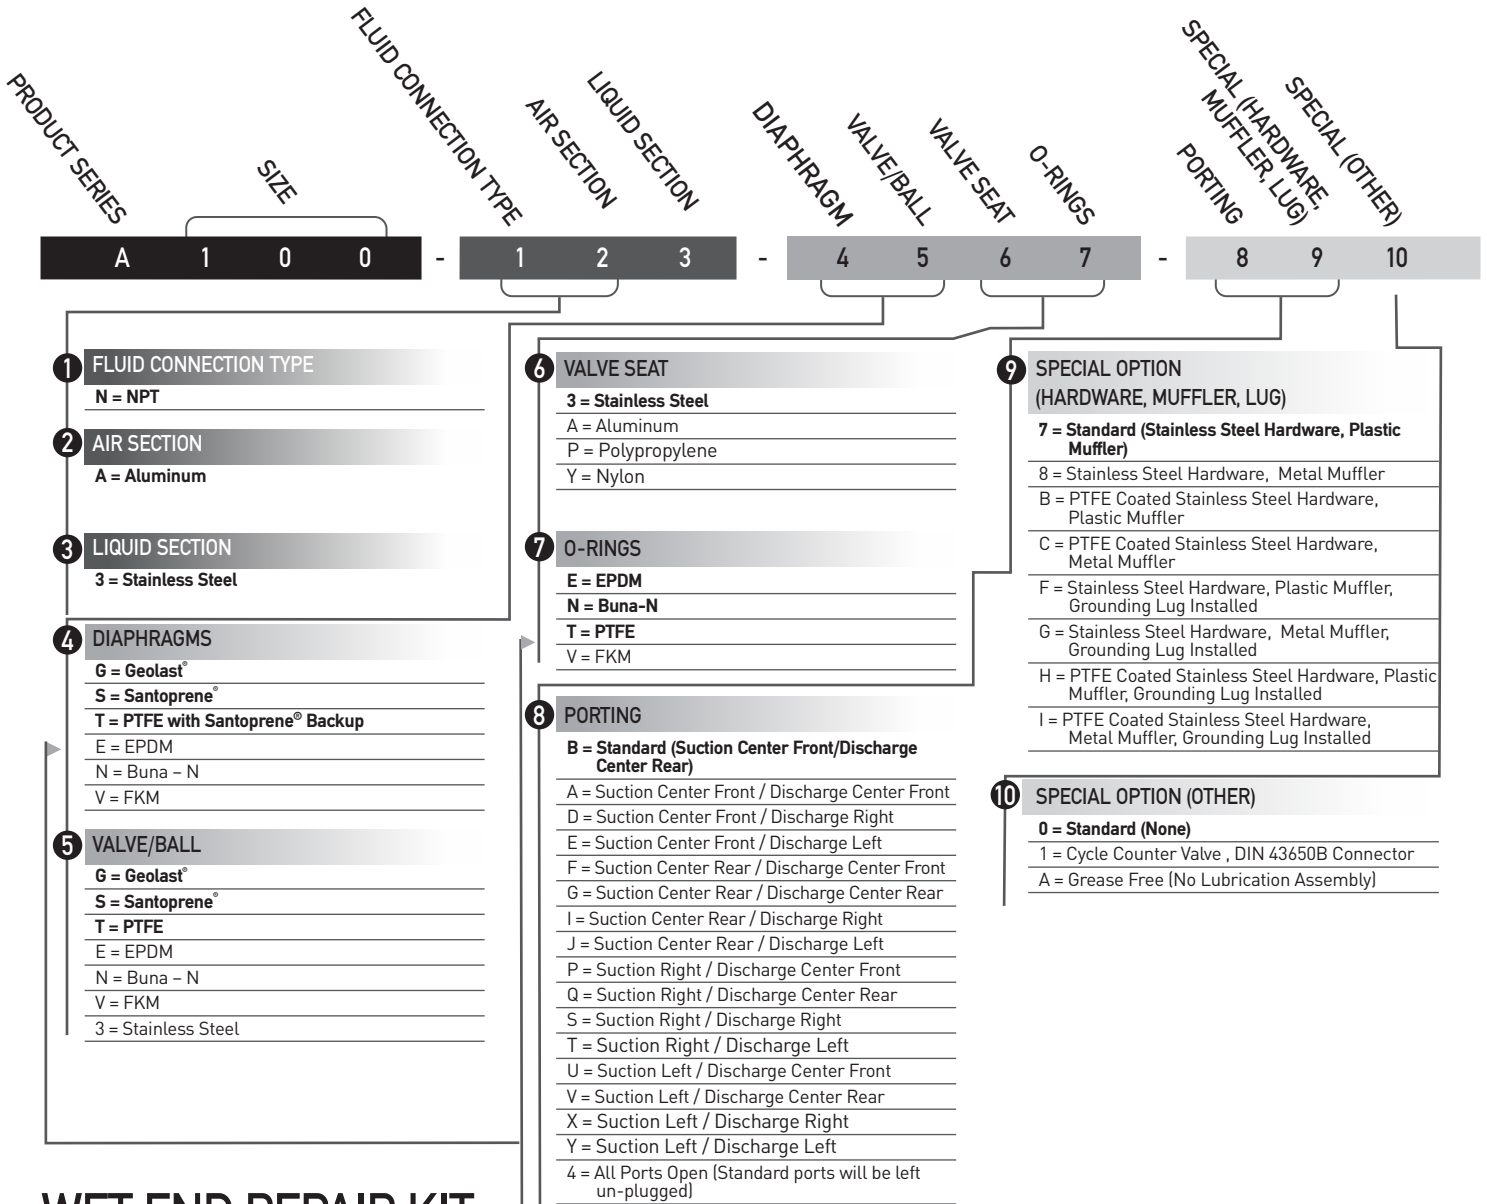 PRODUCT SERIES
SIZE
FLUID CONNECTION TYPE
AIR SECTION
LIQUID SECTION
DIAPHRAGM
VALVE/BALL
VALVE SEAT
O-RINGS
PORTING
SPECIAL (HARDWARE,
MUFFLER, LUG)
SPECIAL (OTHER)
A 1 0 0 - 1 2 3 - 4 5 6 7 - 8 9 10
1 FLUID CONNECTION TYPE
N = NPT
2 AIR SECTION
A = Aluminum
3 LIQUID SECTION
3 = Stainless Steel
4 DIAPHRAGMS
G = Geolast®
S = Santoprene®
T = PTFE with Santoprene® Backup
E = EPDM
N = Buna – N
V = FKM
5 VALVE/BALL
G = Geolast®
S = Santoprene®
T = PTFE
E = EPDM
N = Buna – N
V = FKM
3 = Stainless Steel
6 VALVE SEAT
3 = Stainless Steel
A = Aluminum
P = Polypropylene
Y = Nylon
7 O-RINGS
E = EPDM
N = Buna-N
T = PTFE
V = FKM
8 PORTING
B = Standard (Suction Center Front/Discharge
Center Rear)
A = Suction Center Front / Discharge Center Front
D = Suction Center Front / Discharge Right
E = Suction Center Front / Discharge Left
F = Suction Center Rear / Discharge Center Front
G = Suction Center Rear / Discharge Center Rear
I = Suction Center Rear / Discharge Right
J = Suction Center Rear / Discharge Left
P = Suction Right / Discharge Center Front
Q = Suction Right / Discharge Center Rear
S = Suction Right / Discharge Right
T = Suction Right / Discharge Left
U = Suction Left / Discharge Center Front
V = Suction Left / Discharge Center Rear
X = Suction Left / Discharge Right
Y = Suction Left / Discharge Left
4 = All Ports Open (Standard ports will be left
un-plugged)
9 SPECIAL OPTION
(HARDWARE, MUFFLER, LUG)
7 = Standard (Stainless Steel Hardware, Plastic
Muffler)
8 = Stainless Steel Hardware, Metal Muffler
B = PTFE Coated Stainless Steel Hardware,
Plastic Muffler
C = PTFE Coated Stainless Steel Hardware,
Metal Muffler
F = Stainless Steel Hardware, Plastic Muffler,
Grounding Lug Installed
G = Stainless Steel Hardware, Metal Muffler,
Grounding Lug Installed
H = PTFE Coated Stainless Steel Hardware, Plastic
Muffler, Grounding Lug Installed
I = PTFE Coated Stainless Steel Hardware,
Metal Muffler, Grounding Lug Installed
10 SPECIAL OPTION (OTHER)
0 = Standard (None)
1 = Cycle Counter Valve , DIN 43650B Connector
A = Grease Free (No Lubrication Assembly)
WET END REPAIR KIT